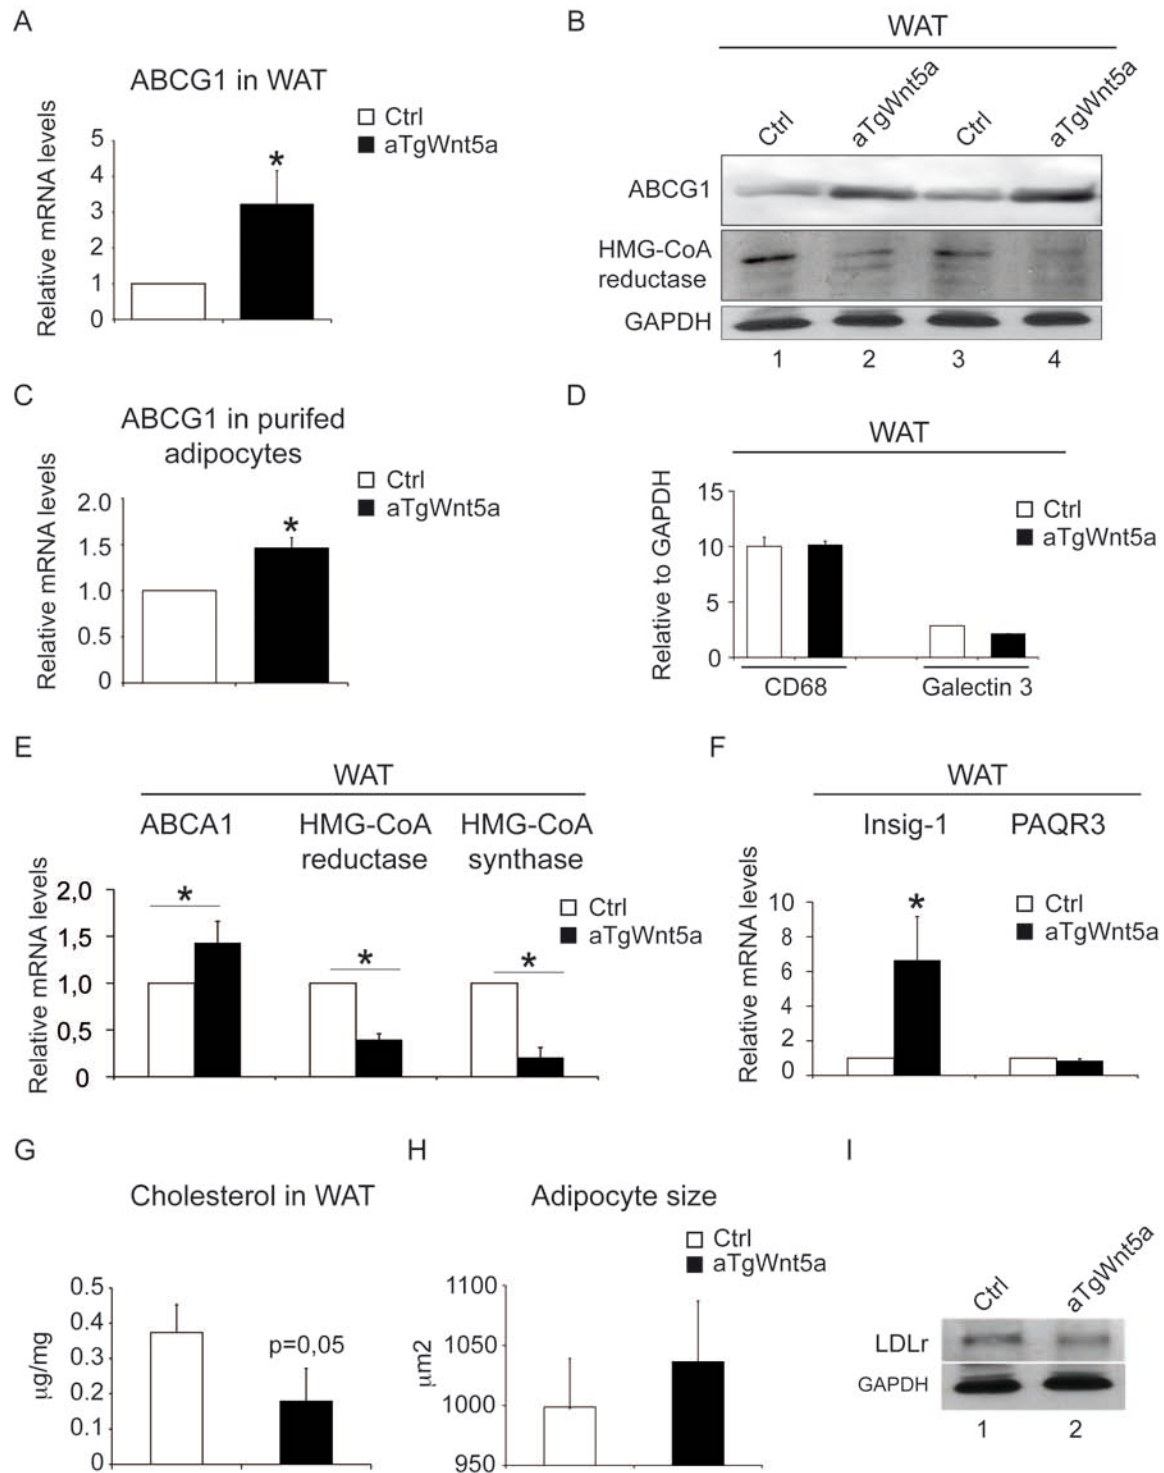 A
ABCG1 in WAT
Ctrl
aTgWnt5a
Relative mRNA levels
5
4
3
2
1
0
*
B
WAT
Ctrl
aTgWnt5a
Ctrl
aTgWnt5a
ABCG1
HMG-CoA
reductase
GAPDH
1 2 3 4
C
ABCG1 in purifed
adipocytes
Ctrl
aTgWnt5a
Relative mRNA levels
2.0
1.5
1.0
0.5
0
*
D
WAT
Ctrl
aTgWnt5a
Relative to GAPDH
15
10
5
0
CD68 Galectin 3
E
WAT
ABCA1
HMG-CoA
reductase
HMG-CoA
synthase
Ctrl
aTgWnt5a
Relative mRNA levels
2,0
1,5
1,0
0,5
0
* * *
F
WAT
Insig-1 PAQR3
Ctrl
aTgWnt5a
Relative mRNA levels
10
8
6
4
2
0
*
G
Cholesterol in WAT
µg/mg
0.5
0.4
0.3
0.2
0.1
0
p=0,05
H
Adipocyte size
Ctrl
aTgWnt5a
µm2
1100
1050
1000
950
I
Ctrl
aTgWnt5a
LDLr
GAPDH
1 2